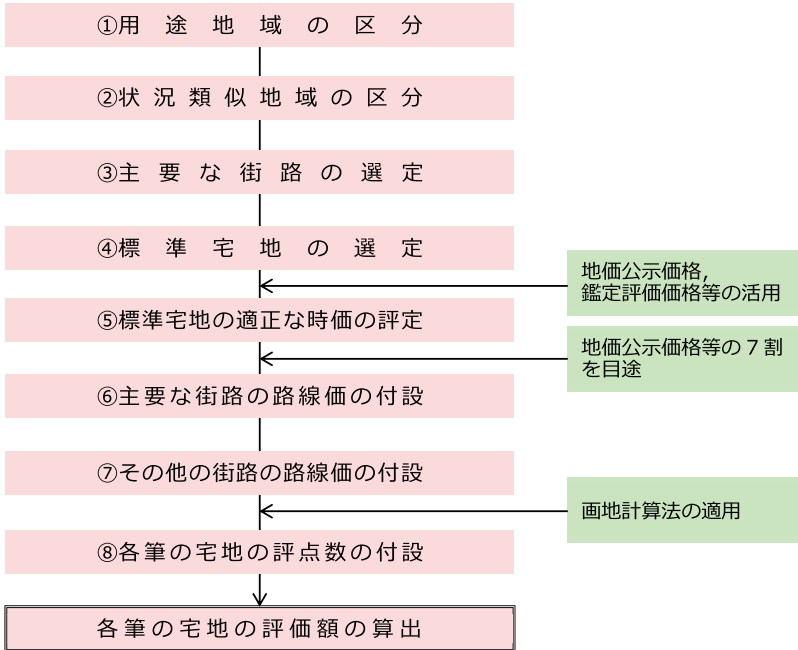 ①用途地域の区分
②状況類似地域の区分
③主要な街路の選定
④標準宅地の選定
地価公示価格,
鑑定評価価格等の活用
⑤標準宅地の適正な時価の評定
地価公示価格等の７割
を目途
⑥主要な街路の路線価の付設
⑦その他の街路の路線価の付設
画地計算法の適用
⑧各筆の宅地の評点数の付設
各筆の宅地の評価額の算出